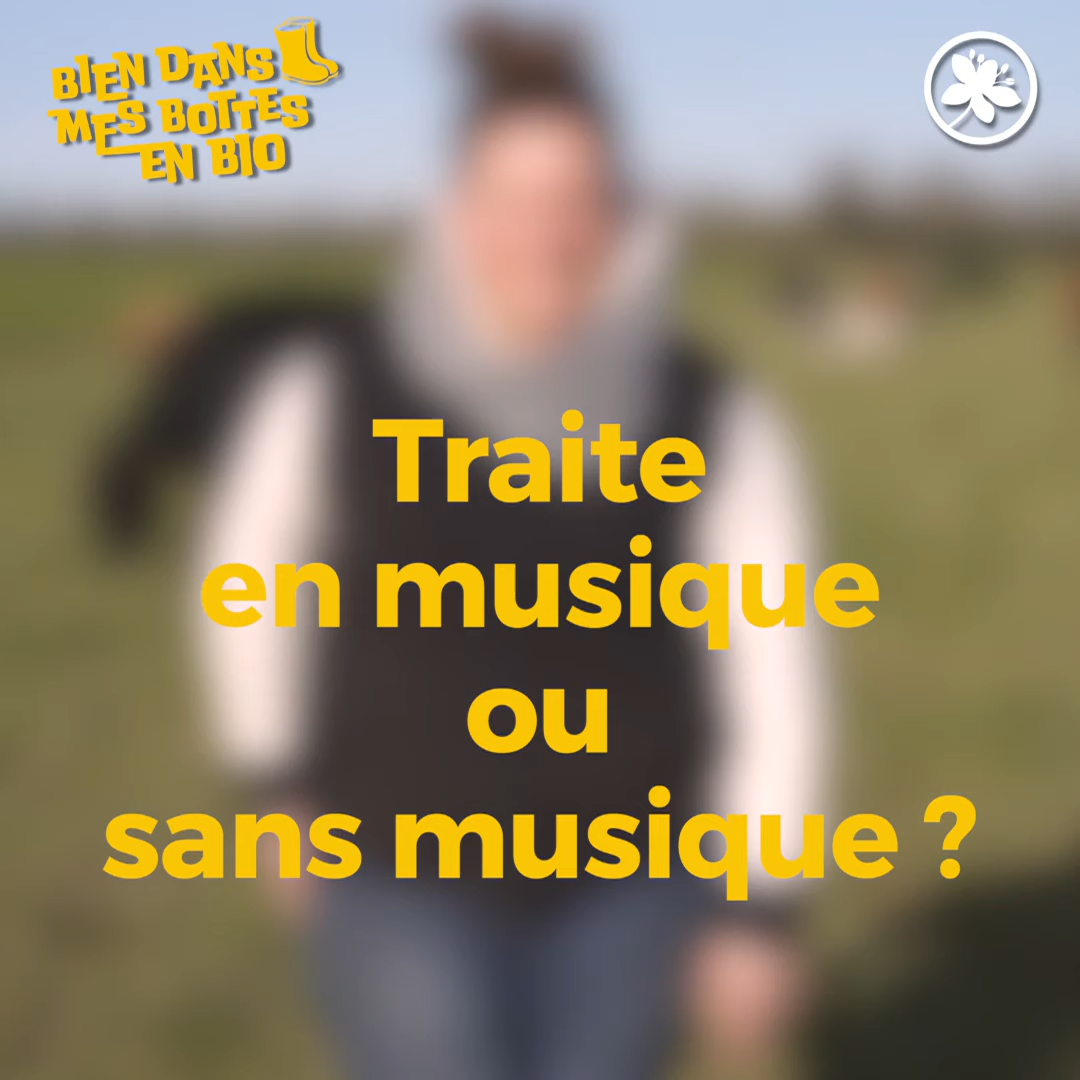 BIEN DANS
MES BOTTES
EN BIO
Traite
en musique
ou
sans musique ?